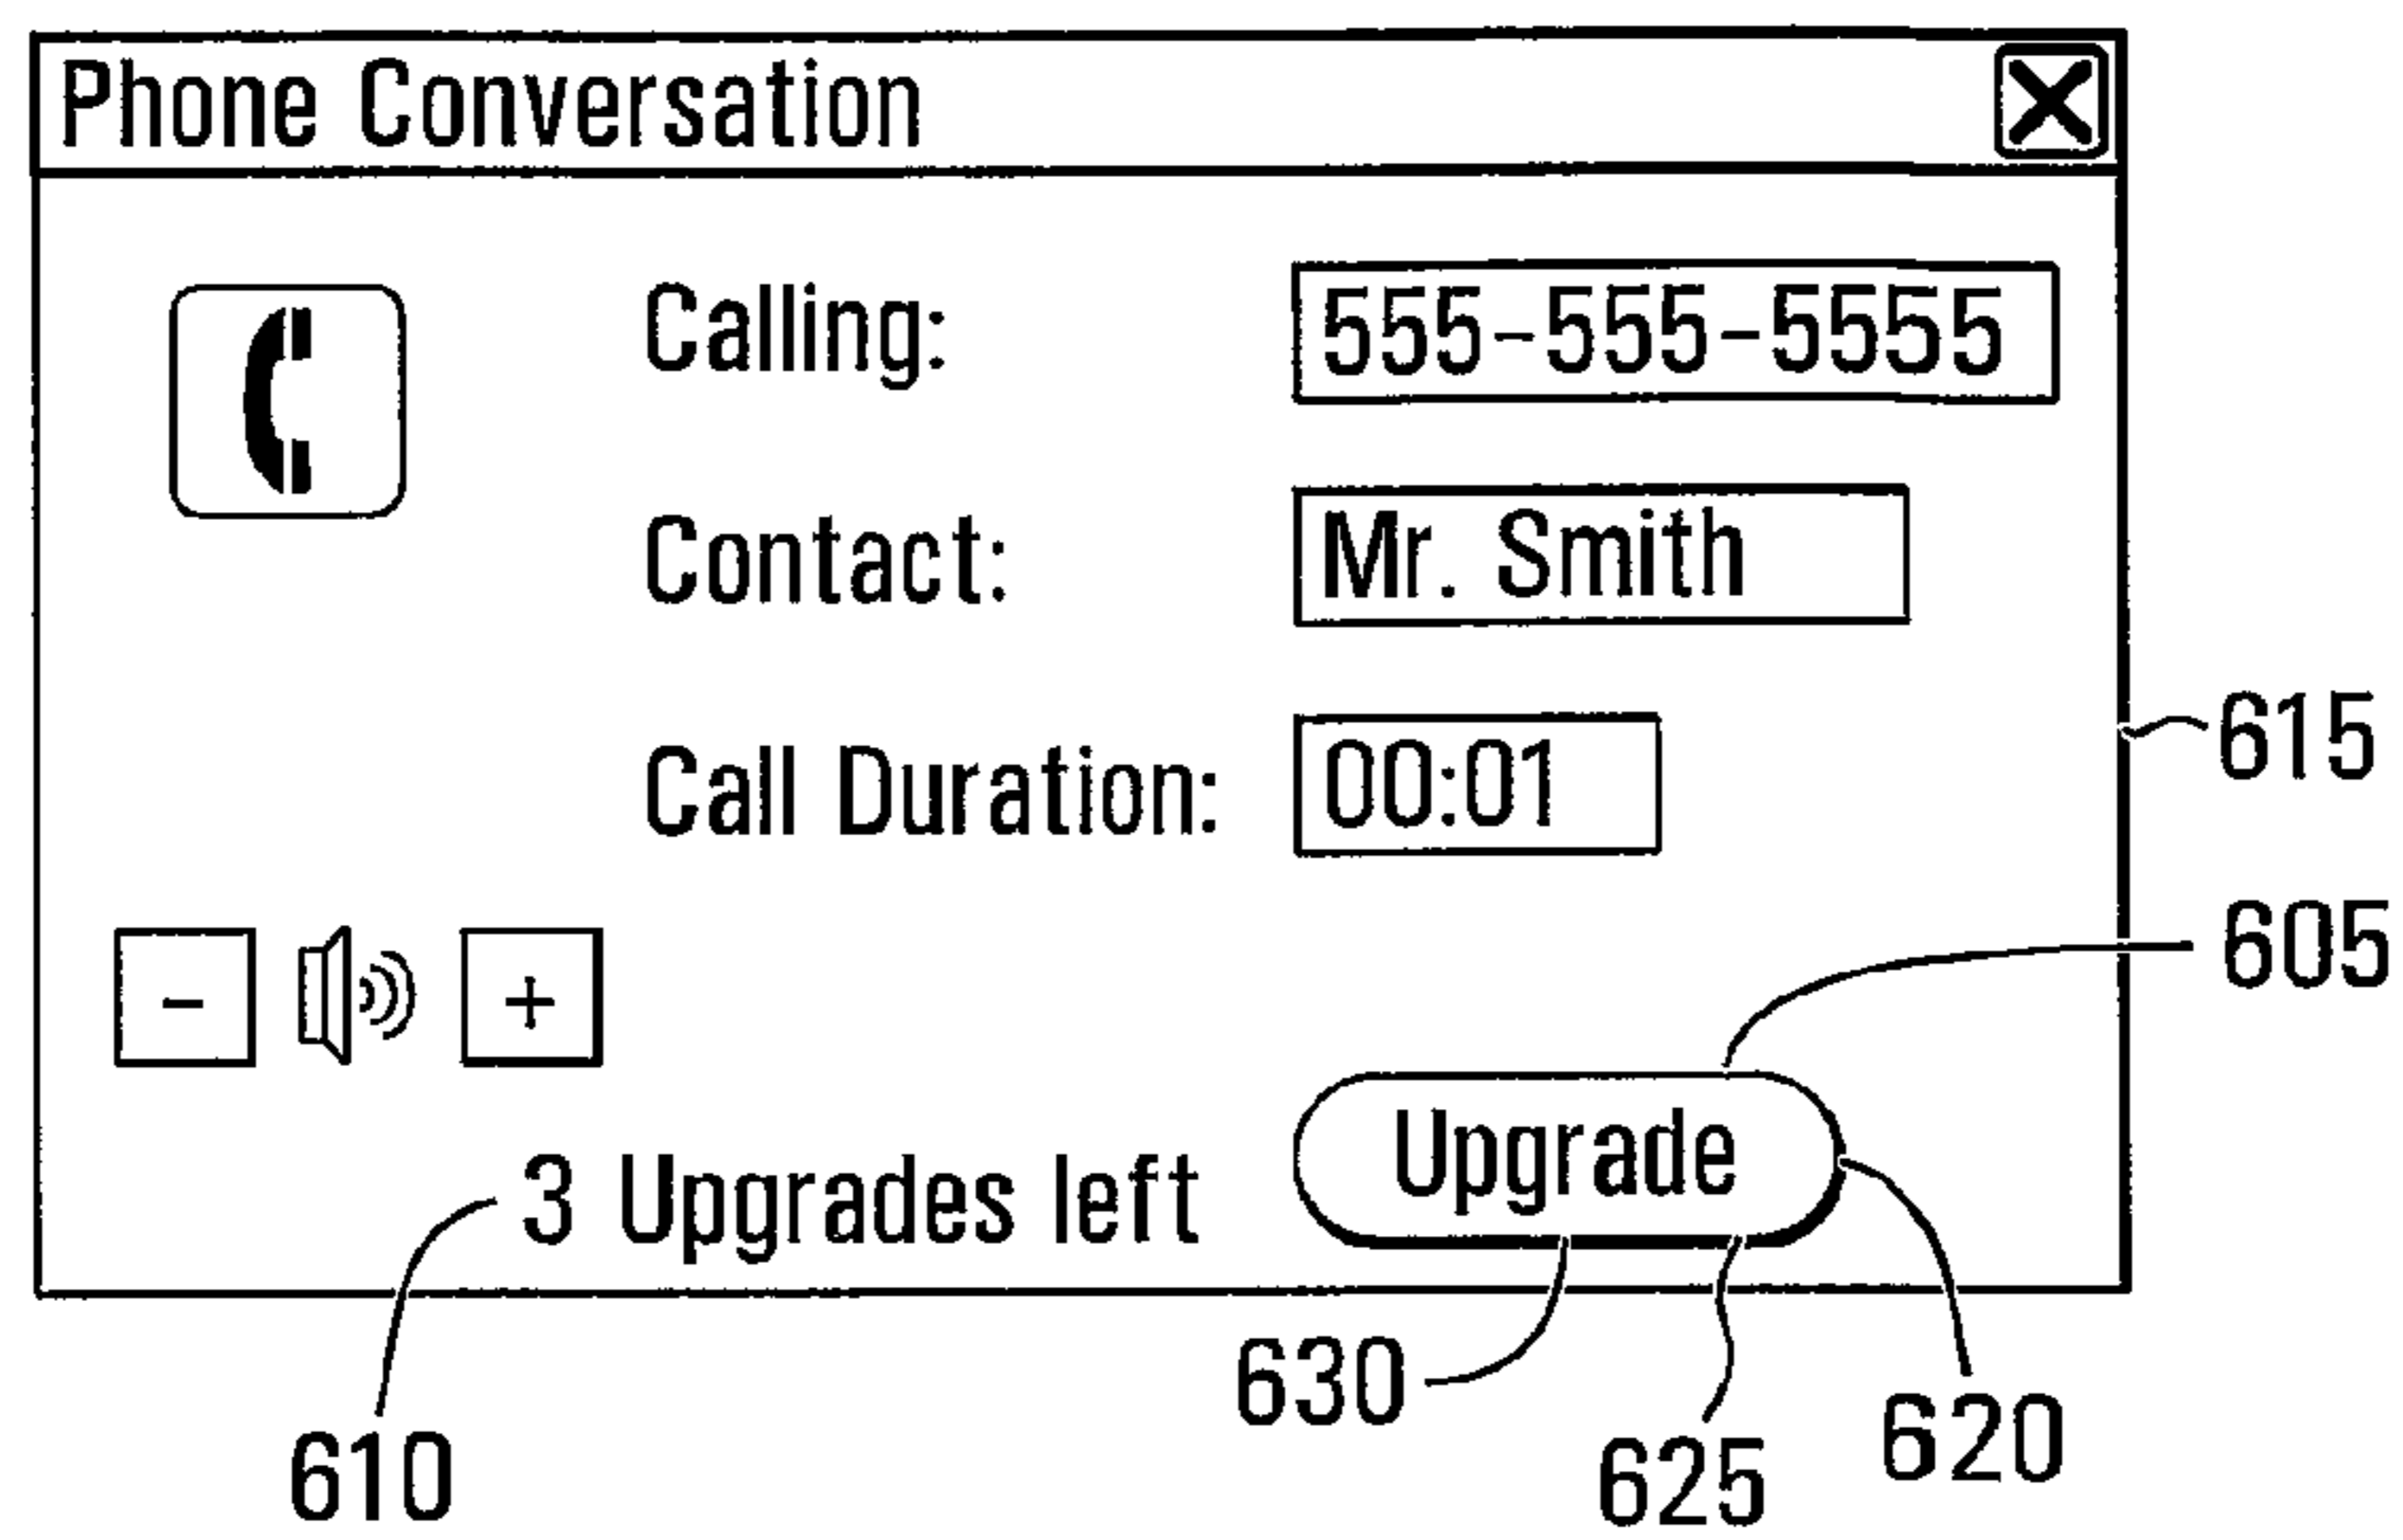 Phone Conversation
Calling: 555-555-5555
Contact: Mr. Smith
Call Duration: 00:01
615
605
- +
Upgrade
3 Upgrades left
630
620
610
625